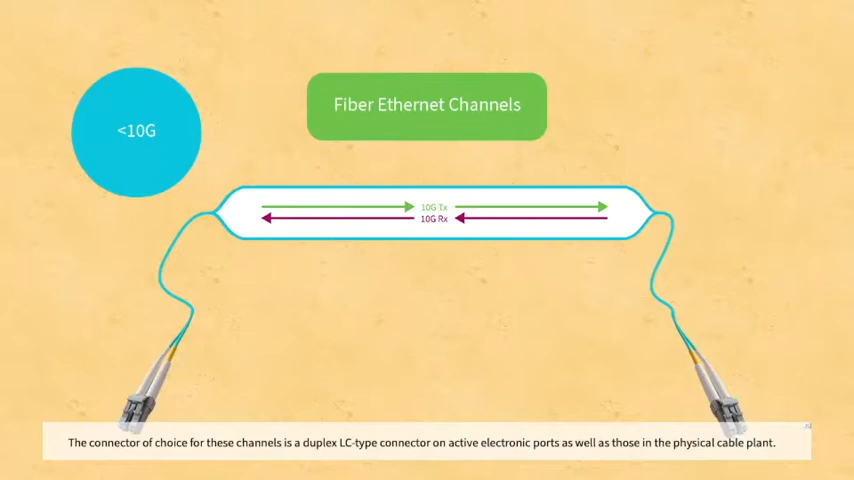 Fiber Ethernet Channels
<10G
10G Tx
10G Rx
The connector of choice for these channels is a duplex LC-type connector on active electronic ports as well as those in the physical cable plant.